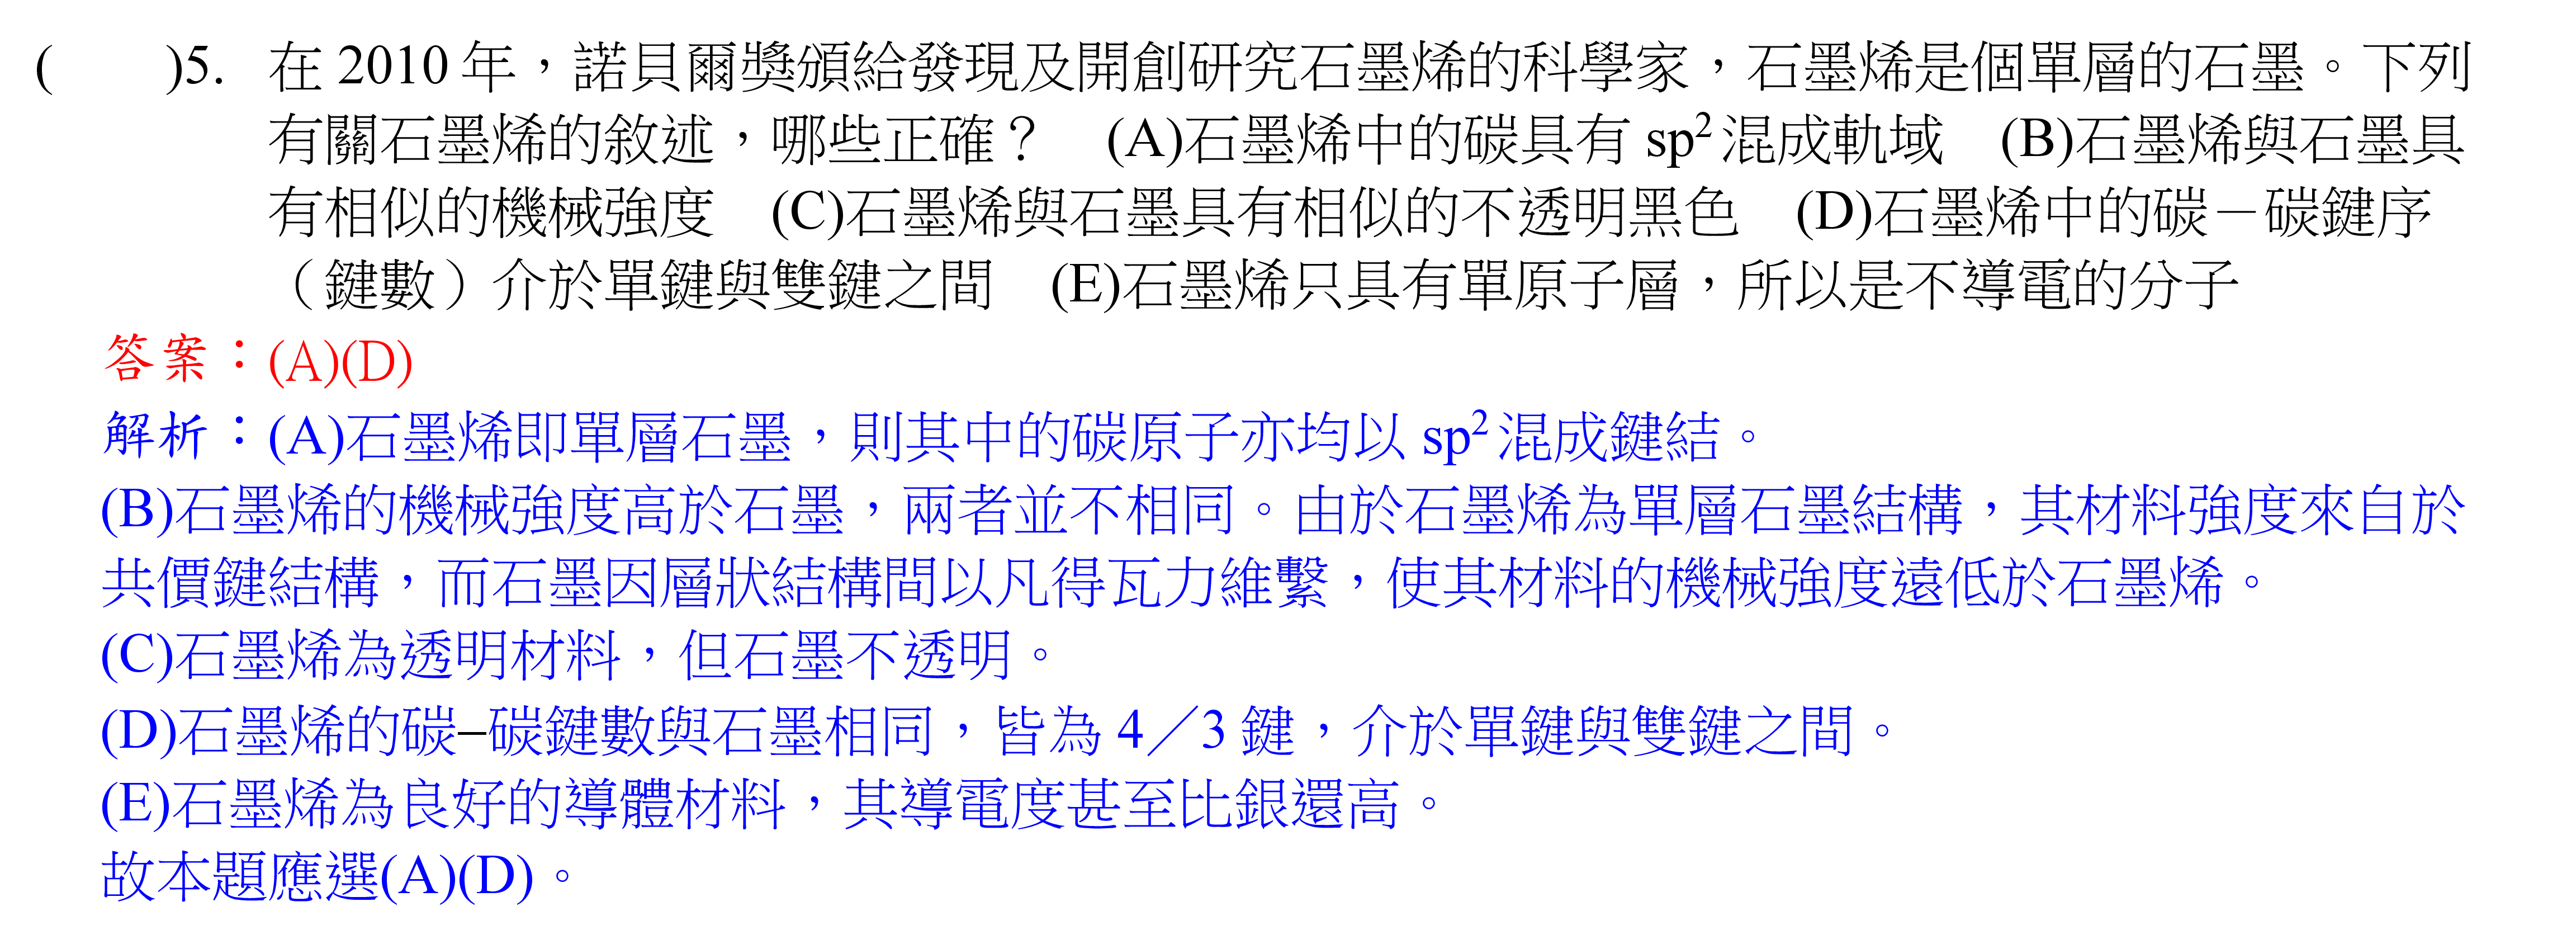 (　　)5. 在 2010 年，諾貝爾獎頒給發現及開創研究石墨烯的科學家，石墨烯是個單層的石墨。下列
有關石墨烯的敘述，哪些正確？　(A)石墨烯中的碳具有 sp²混成軌域　(B)石墨烯與石墨具
有相似的機械強度　(C)石墨烯與石墨具有相似的不透明黑色　(D)石墨烯中的碳－碳鍵序
（鍵數）介於單鍵與雙鍵之間　(E)石墨烯只具有單原子層，所以是不導電的分子
答案：(A)(D)
解析：(A)石墨烯即單層石墨，則其中的碳原子亦均以 sp²混成鍵結。
(B)石墨烯的機械強度高於石墨，兩者並不相同。由於石墨烯為單層石墨結構，其材料強度來自於
共價鍵結構，而石墨因層狀結構間以凡得瓦力維繫，使其材料的機械強度遠低於石墨烯。
(C)石墨烯為透明材料，但石墨不透明。
(D)石墨烯的碳–碳鍵數與石墨相同，皆為 4／3 鍵，介於單鍵與雙鍵之間。
(E)石墨烯為良好的導體材料，其導電度甚至比銀還高。
故本題應選(A)(D)。